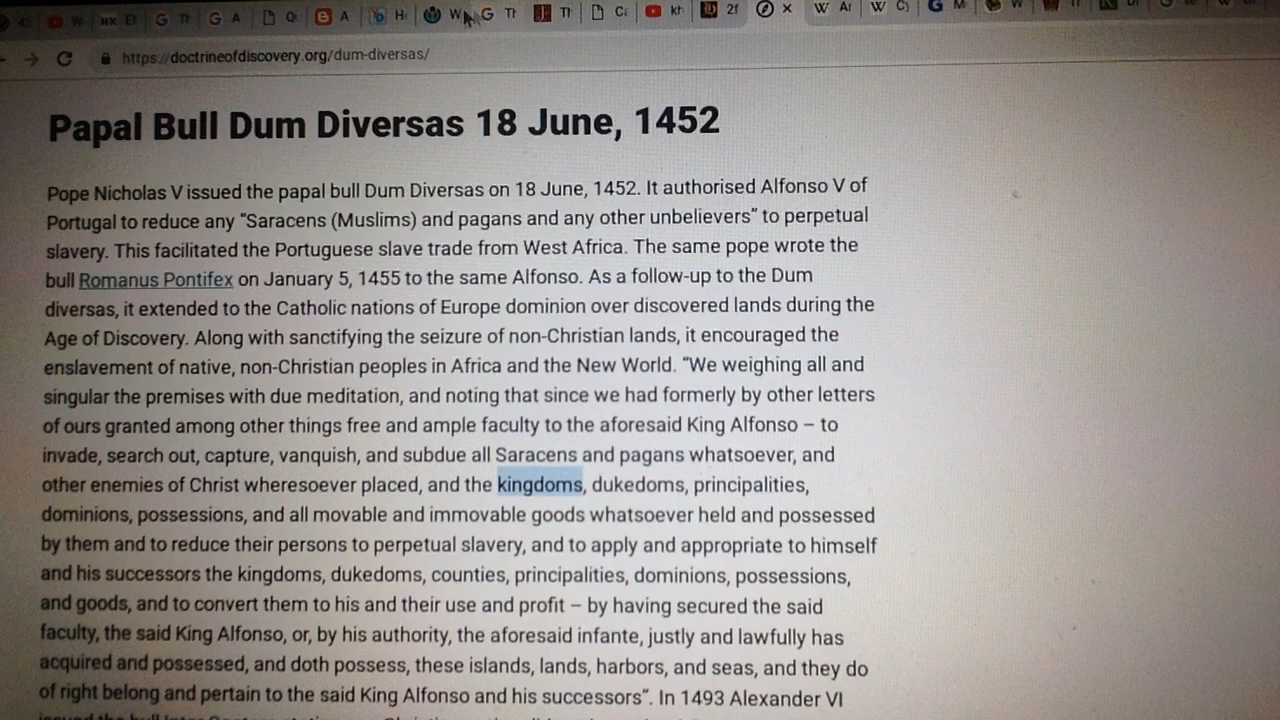 https://doctrineofdiscovery.org/dum-diversas/
Papal Bull Dum Diversas 18 June, 1452
Pope Nicholas V issued the papal bull Dum Diversas on 18 June, 1452. It authorised Alfonso V of
Portugal to reduce any “Saracens (Muslims) and pagans and any other unbelievers” to perpetual
slavery. This facilitated the Portuguese slave trade from West Africa. The same pope wrote the
bull Romanus Pontifex on January 5, 1455 to the same Alfonso. As a follow-up to the Dum
diversas, it extended to the Catholic nations of Europe dominion over discovered lands during the
Age of Discovery. Along with sanctifying the seizure of non-Christian lands, it encouraged the
enslavement of native, non-Christian peoples in Africa and the New World. “We weighing all and
singular the premises with due meditation, and noting that since we had formerly by other letters
of ours granted among other things free and ample faculty to the aforesaid King Alfonso – to
invade, search out, capture, vanquish, and subdue all Saracens and pagans whatsoever, and
other enemies of Christ wheresoever placed, and the kingdoms, dukedoms, principalities,
dominions, possessions, and all movable and immovable goods whatsoever held and possessed
by them and to reduce their persons to perpetual slavery, and to apply and appropriate to himself
and his successors the kingdoms, dukedoms, counties, principalities, dominions, possessions,
and goods, and to convert them to his and their use and profit – by having secured the said
faculty, the said King Alfonso, or, by his authority, the aforesaid infante, justly and lawfully has
acquired and possessed, and doth possess, these islands, lands, harbors, and seas, and they do
of right belong and pertain to the said King Alfonso and his successors”. In 1493 Alexander VI